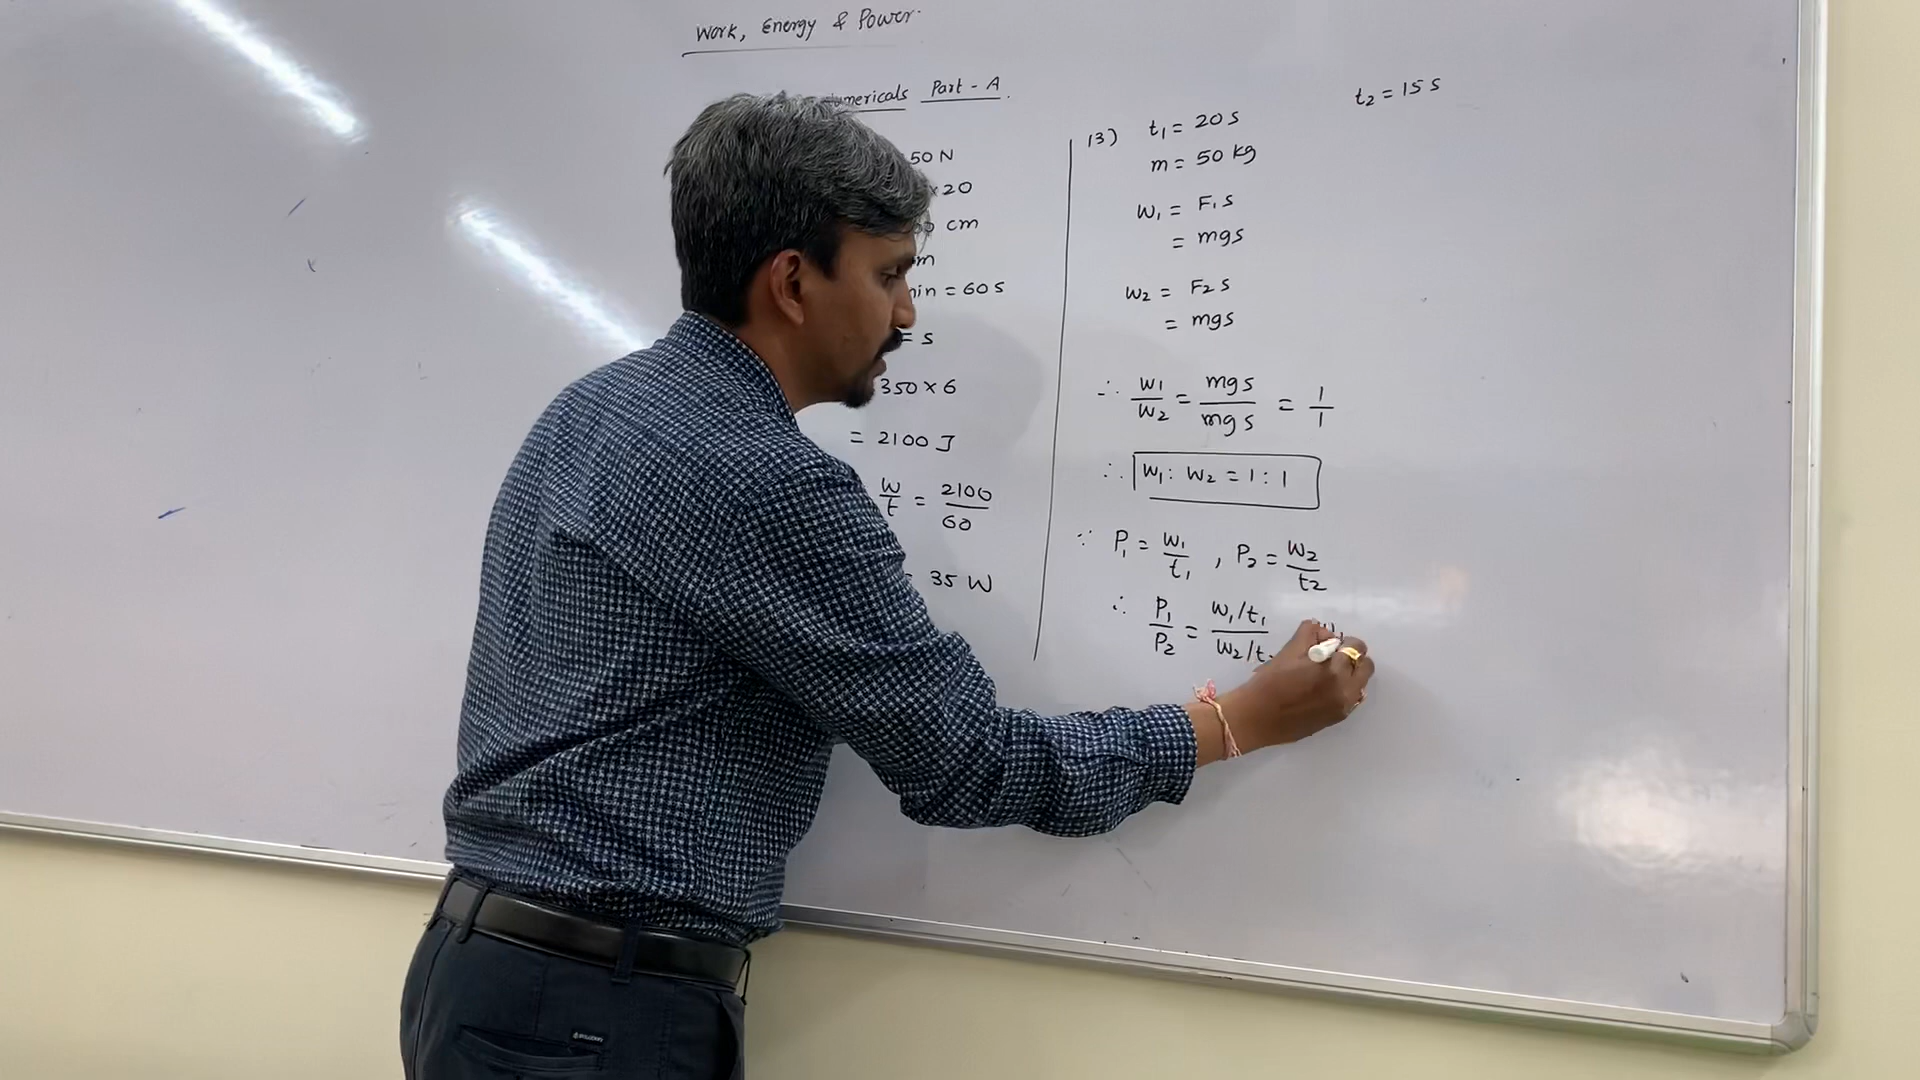 Work, Energy & Power.
Numericals Part - A.
50 N
×20
cm
m
min = 60 s
= s
350 × 6
= 2100 J
W/t = 2100/60
= 35 W
13) t₁ = 20 s
t₂ = 15 s
m = 50 kg
W₁ = F₁ s
= mgs
W₂ = F₂ s
= mgs
∴ W₁/W₂ = mgs/mgs = 1/1
∴ W₁ : W₂ = 1 : 1
∵ P₁ = W₁/t₁ , P₂ = W₂/t₂
∴ P₁/P₂ = W₁/t₁ / W₂/t